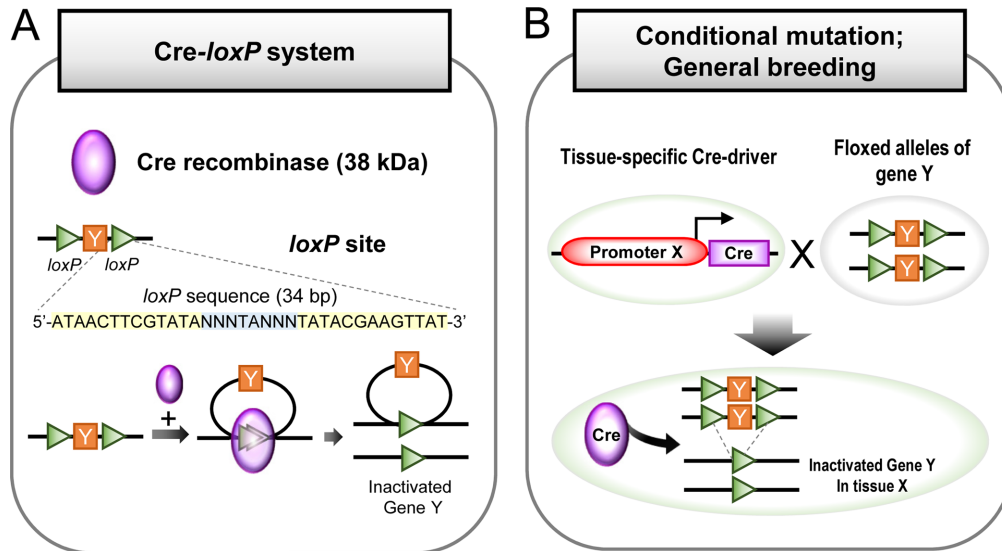 A
Cre-loxP system
Cre recombinase (38 kDa)
Y
loxP
loxP
loxP site
loxP sequence (34 bp)
5’-ATAACTTCGTATANNNTANNNTATACGAAGTTAT-3’
Y
+
Y
Y
Inactivated
Gene Y
B
Conditional mutation;
General breeding
Tissue-specific Cre-driver
Floxed alleles of
gene Y
Promoter X
Cre
X
Y
Y
Y
Y
Cre
Inactivated Gene Y
In tissue X